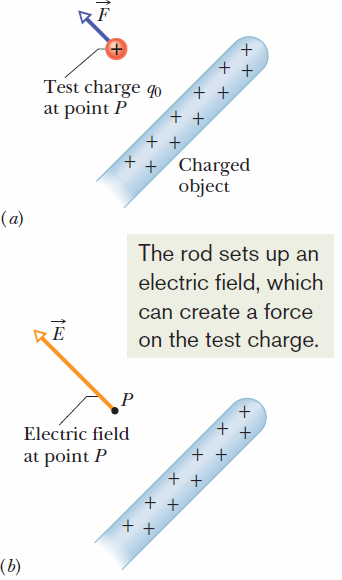 F
+
Test charge q0
at point P
+
+ +
+ +
+ +
+ +
+ +
Charged
object
(a)
The rod sets up an
electric field, which
can create a force
on the test charge.
E
P
Electric field
at point P
+
+ +
+ +
+ +
+ +
+ +
(b)